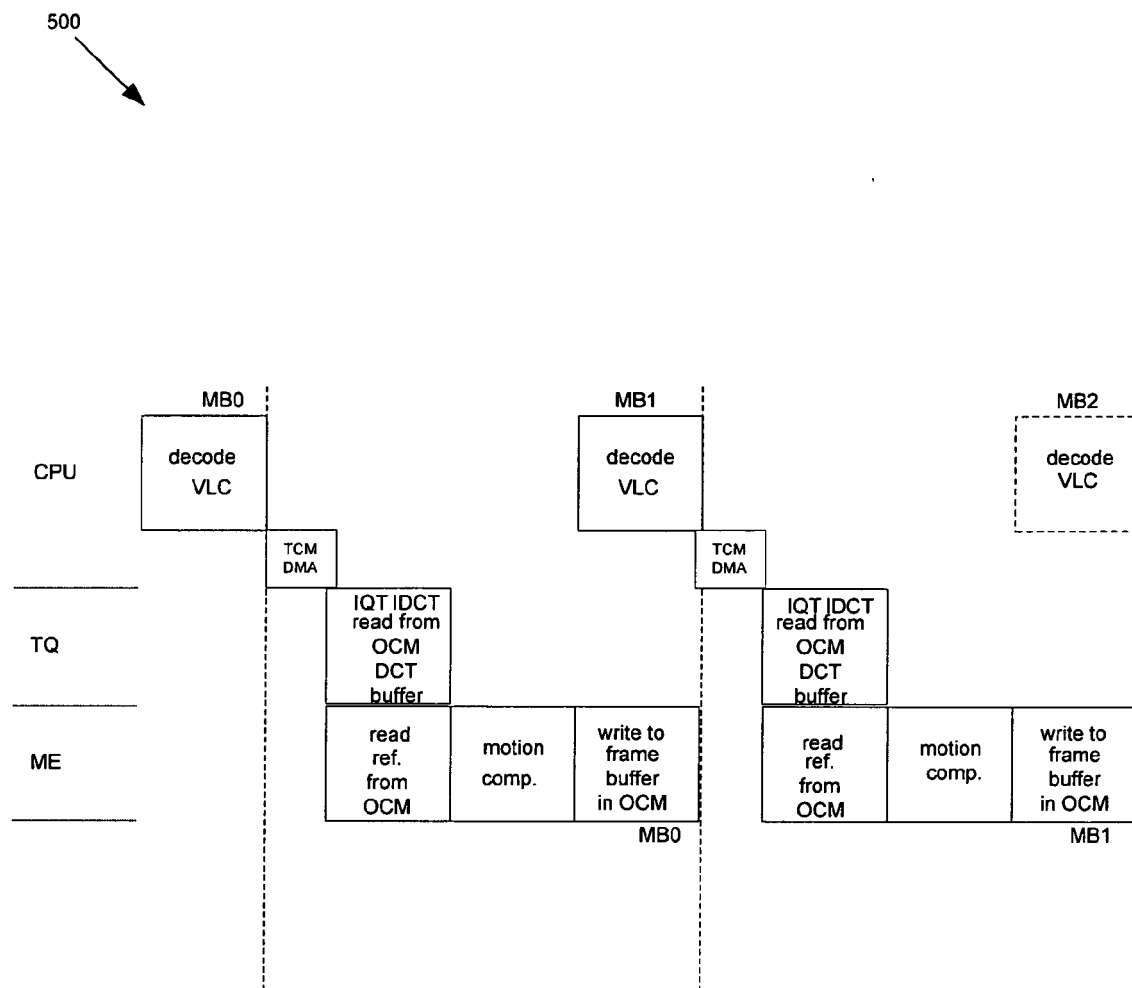 500
MB0
MB1
MB2
CPU
decode
VLC
decode
VLC
decode
VLC
TCM
DMA
TCM
DMA
TQ
IQT IDCT
read from
OCM
DCT
buffer
IQT IDCT
read from
OCM
DCT
buffer
ME
read
ref.
from
OCM
motion
comp.
write to
frame
buffer
in OCM
read
ref.
from
OCM
motion
comp.
write to
frame
buffer
in OCM
MB0
MB1